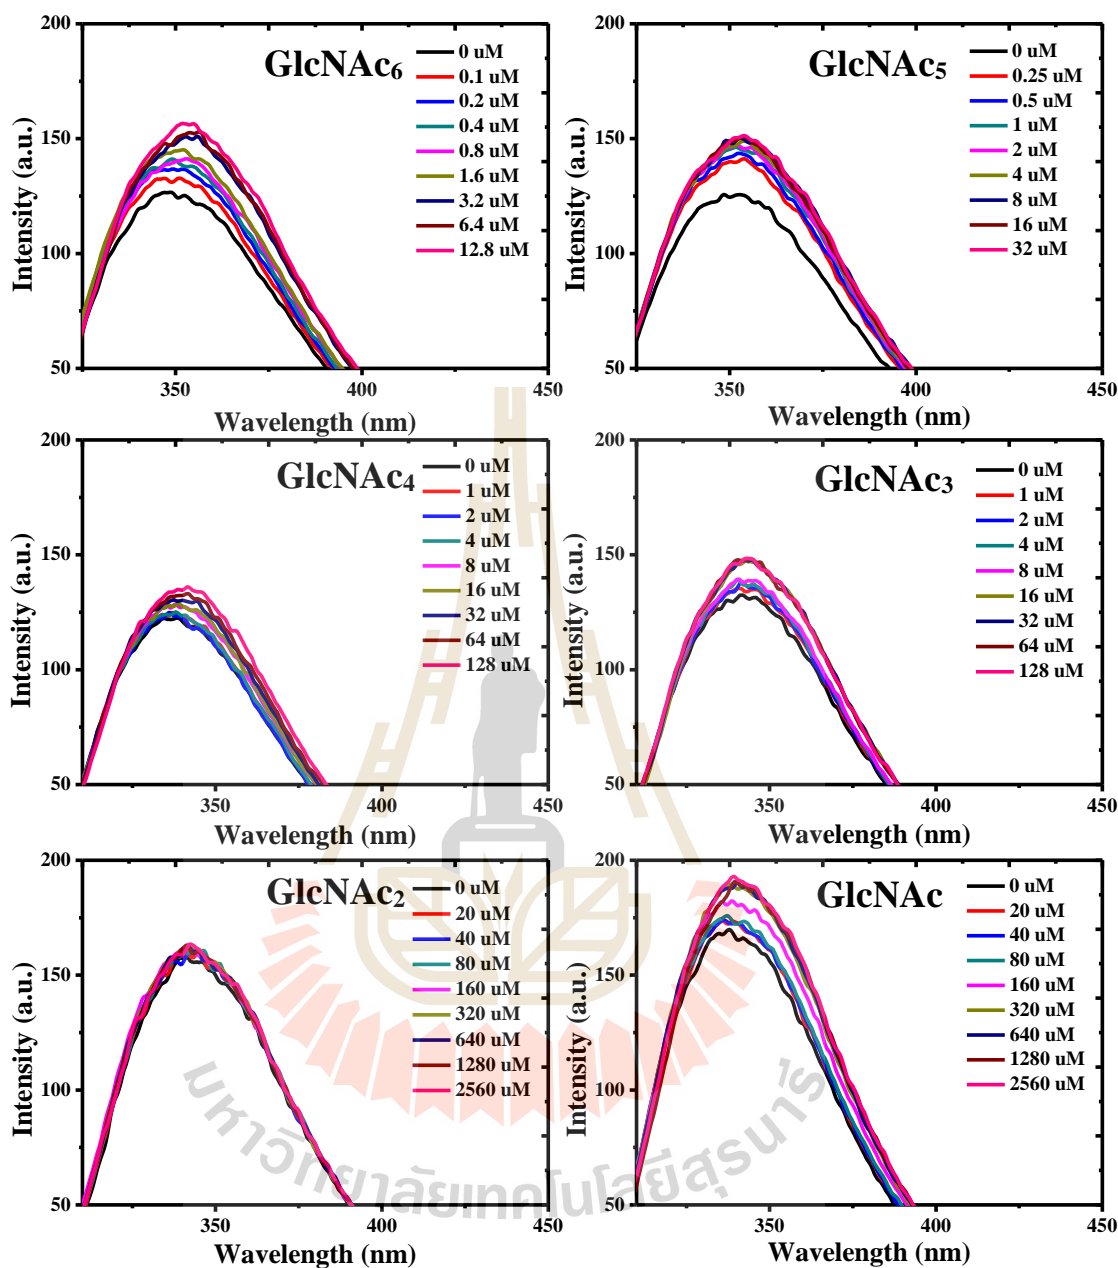 200
150
100
50
Intensity (a.u.)
GlcNAc₆
0 uM
0.1 uM
0.2 uM
0.4 uM
0.8 uM
1.6 uM
3.2 uM
6.4 uM
12.8 uM
350 400 450
Wavelength (nm)
200
150
100
50
Intensity (a.u.)
GlcNAc₅
0 uM
0.25 uM
0.5 uM
1 uM
2 uM
4 uM
8 uM
16 uM
32 uM
350 400 450
Wavelength (nm)
200
150
100
50
Intensity (a.u.)
GlcNAc₄
0 uM
1 uM
2 uM
4 uM
8 uM
16 uM
32 uM
64 uM
128 uM
350 400 450
Wavelength (nm)
200
150
100
50
Intensity (a.u.)
GlcNAc₃
0 uM
1 uM
2 uM
4 uM
8 uM
16 uM
32 uM
64 uM
128 uM
350 400 450
Wavelength (nm)
200
150
100
50
Intensity (a.u.)
GlcNAc₂
0 uM
20 uM
40 uM
80 uM
160 uM
320 uM
640 uM
1280 uM
2560 uM
350 400 450
Wavelength (nm)
200
150
100
50
Intensity (a.u.)
GlcNAc
0 uM
20 uM
40 uM
80 uM
160 uM
320 uM
640 uM
1280 uM
2560 uM
350 400 450
Wavelength (nm)
มหาวิทยาลัยเทคโนโลยีสุรนารี